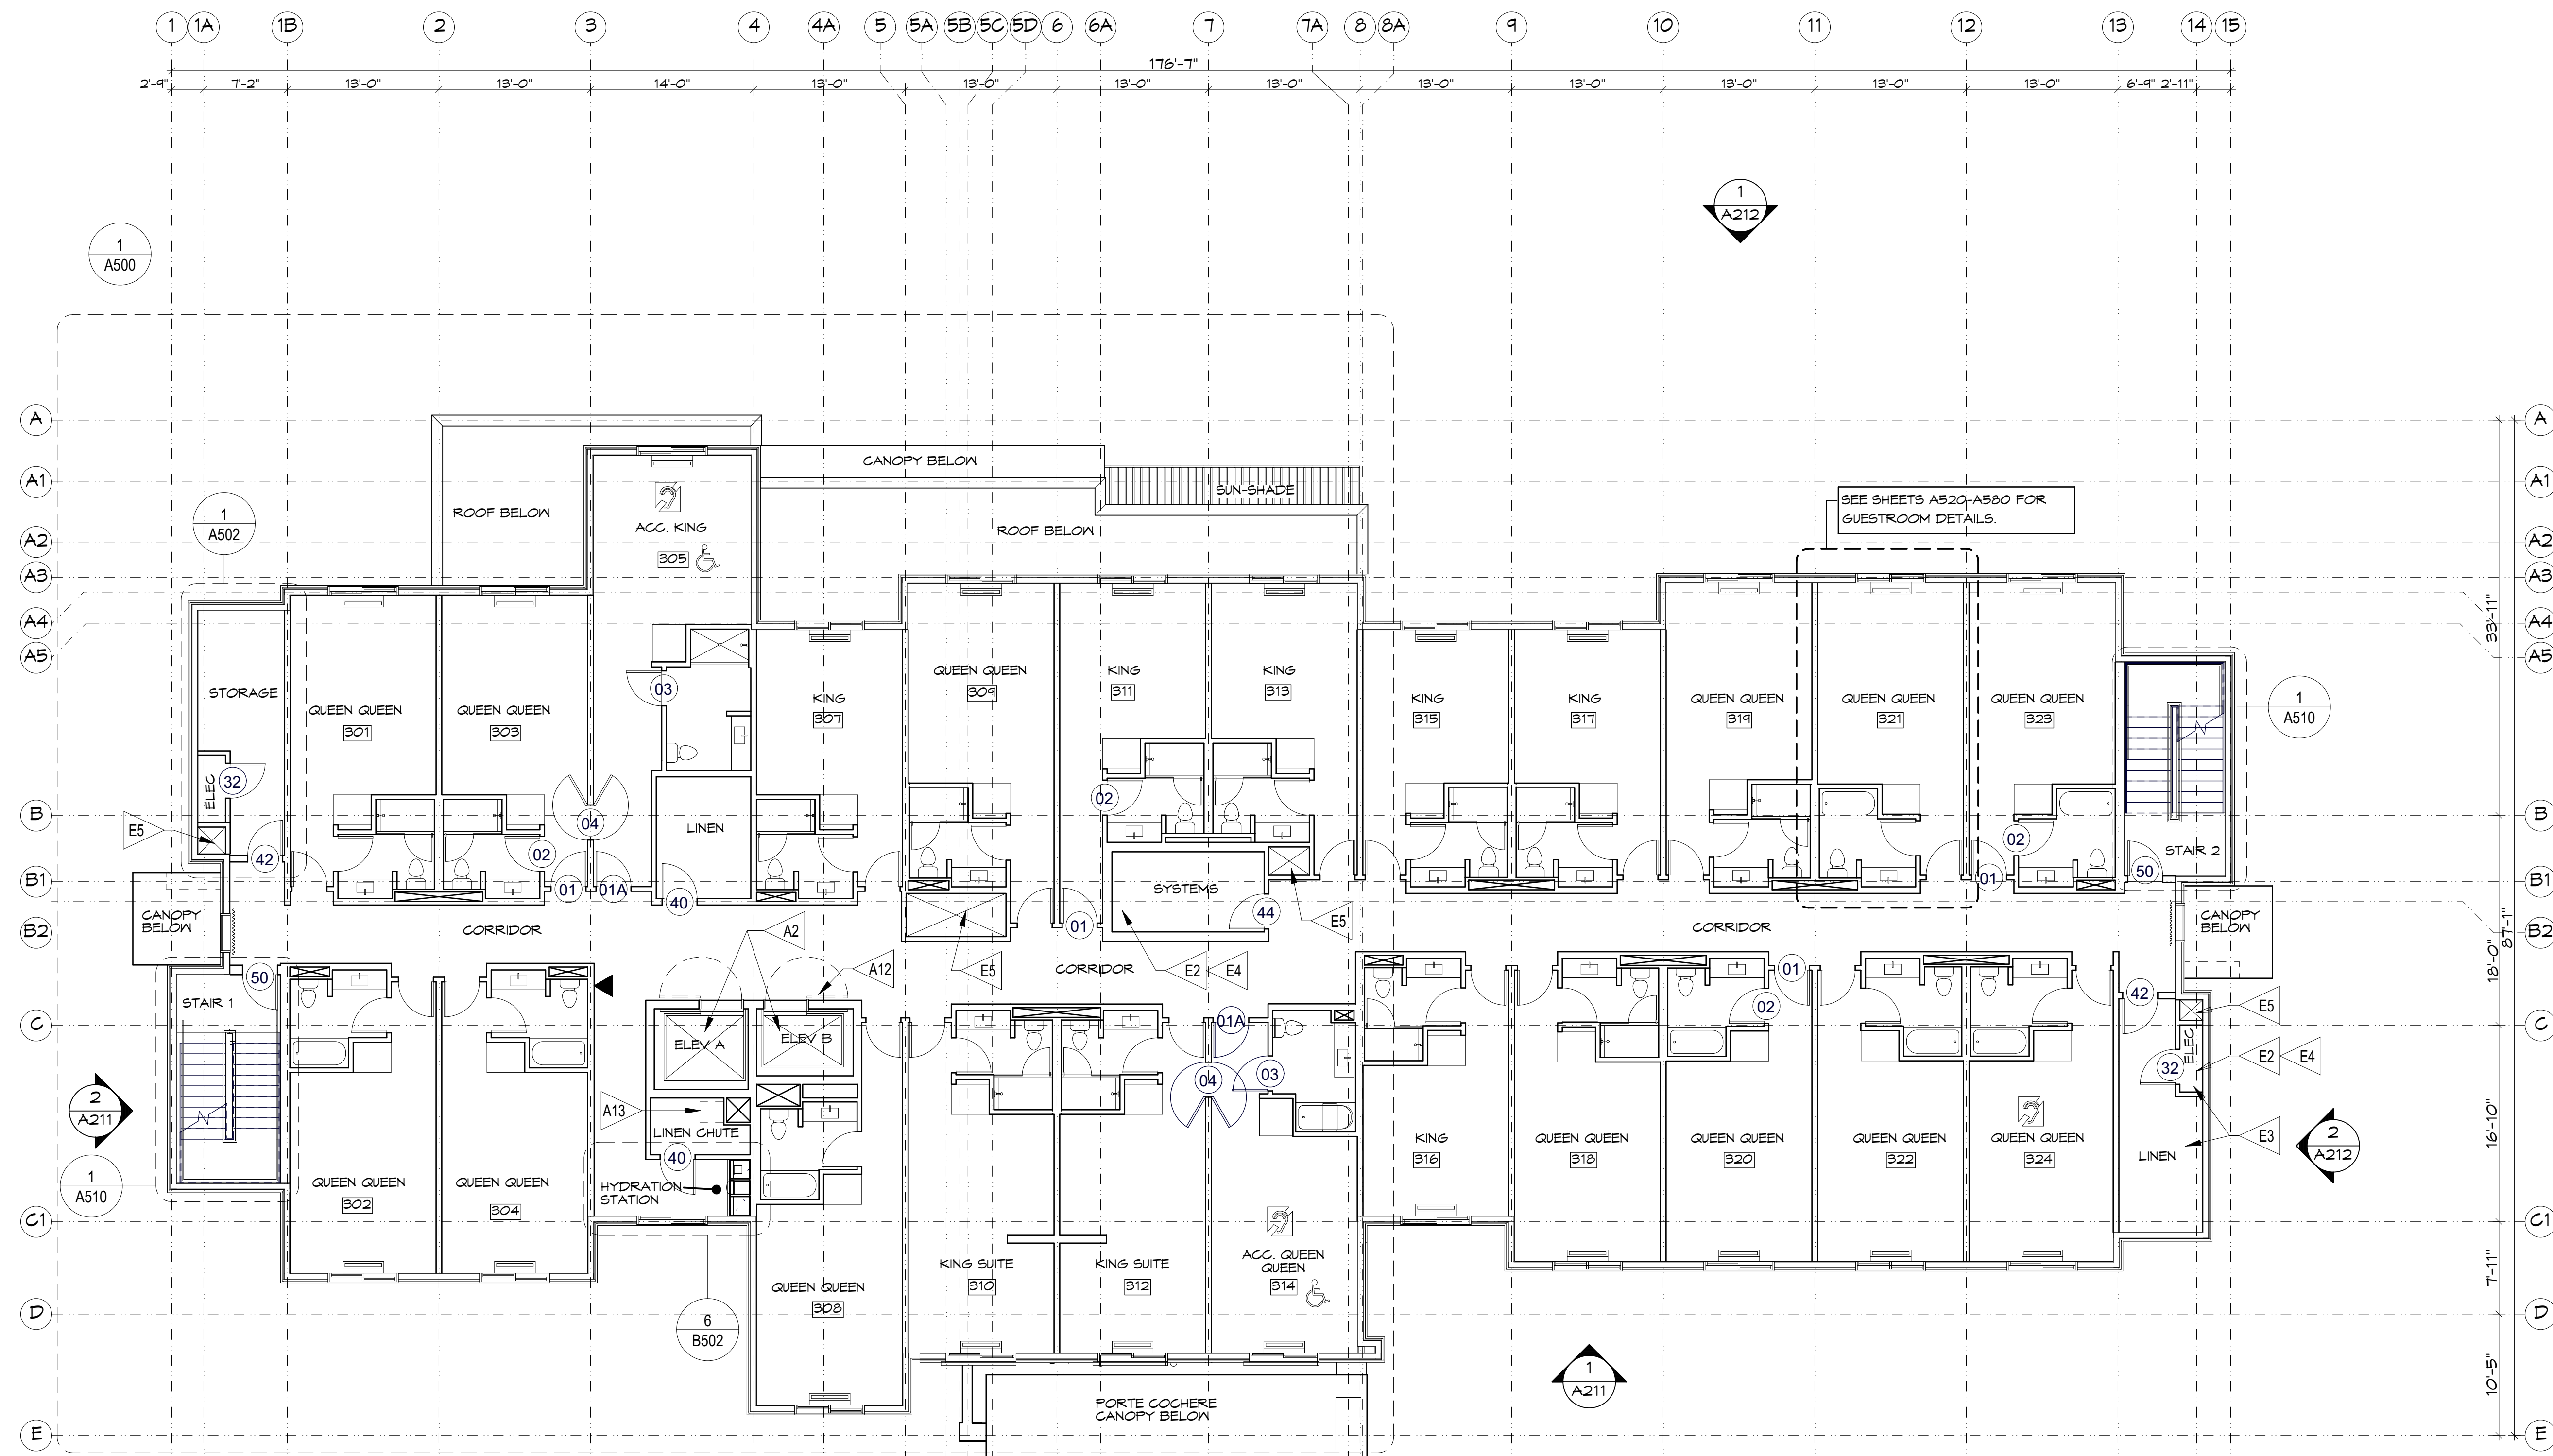 1 1A 1B 2 3 4 4A 5 5A 5B 5C 5D 6 6A 7 7A 8 8A 9 10 11 12 13 14 15
176'-7"
2'-9" 7'-2" 13'-0" 13'-0" 14'-0" 13'-0" 13'-0" 13'-0" 13'-0" 13'-0" 13'-0" 13'-0" 13'-0" 13'-0" 6'-9" 2'-11"
1
A212
1
A500
A A
CANOPY BELOW
A1 A1
SUN-SHADE
SEE SHEETS A520-A580 FOR
GUESTROOM DETAILS.
ROOF BELOW
1
A502
ACC. KING
305
ROOF BELOW
A2 A2
A3 A3
A4 A4
33'-11"
A5 A5
STORAGE
QUEEN QUEEN
301
QUEEN QUEEN
303
03
KING
307
QUEEN QUEEN
309
KING
311
KING
313
KING
315
KING
317
QUEEN QUEEN
319
QUEEN QUEEN
321
QUEEN QUEEN
323
1
A510
ELEC
32
02
B B
E5
04
LINEN
02
STAIR 2
42
02
01
01A
40
01
50
B1 B1
SYSTEMS
44
E5
CANOPY
BELOW
CORRIDOR
A2
01
CORRIDOR
CANOPY
BELOW
B2 B2
87'-1"
18'-0"
50
A12
E5
CORRIDOR
E2
E4
01
STAIR 1
42
E5
C C
ELEV A
ELEV B
01A
02
ELEC
E2
E4
32
03
04
2
A211
A13
LINEN CHUTE
40
KING
316
QUEEN QUEEN
318
QUEEN QUEEN
320
QUEEN QUEEN
322
QUEEN QUEEN
324
LINEN
E3
2
A212
16'-10"
1
A510
QUEEN QUEEN
302
QUEEN QUEEN
304
HYDRATION
STATION
C1 C1
7'-11"
KING SUITE
310
KING SUITE
312
ACC. QUEEN
QUEEN
314
QUEEN QUEEN
308
D D
6
B502
1
A211
10'-5"
PORTE COCHERE
CANOPY BELOW
E E